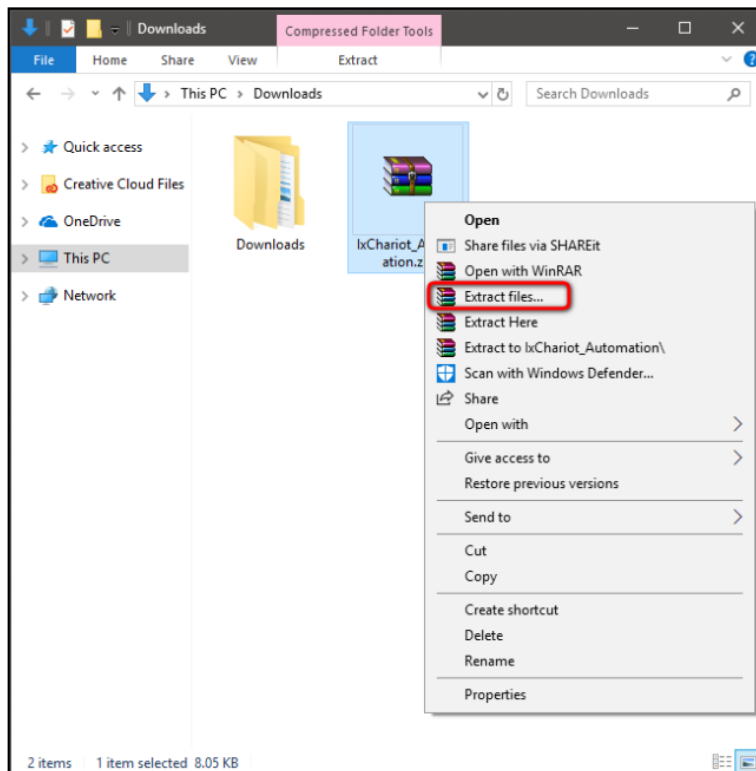 Downloads
Compressed Folder Tools
File
Home
Share
View
Extract
This PC
Downloads
Search Downloads
Quick access
Creative Cloud Files
OneDrive
This PC
Network
Downloads
IxChariot_A
ation.z
Open
Share files via SHAREit
Open with WinRAR
Extract files...
Extract Here
Extract to IxChariot_Automation\
Scan with Windows Defender...
Share
Open with
Give access to
Restore previous versions
Send to
Cut
Copy
Create shortcut
Delete
Rename
Properties
2 items 1 item selected 8.05 KB